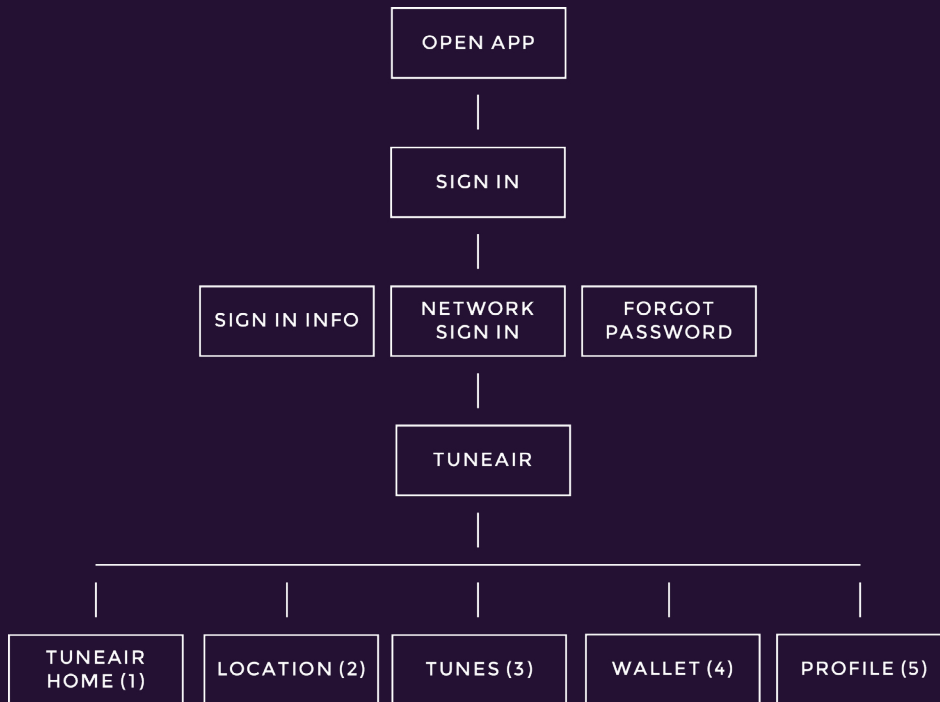 OPEN APP
SIGN IN
SIGN IN INFO
NETWORK
SIGN IN
FORGOT
PASSWORD
TUNEAIR
TUNEAIR
HOME (1)
LOCATION (2)
TUNES (3)
WALLET (4)
PROFILE (5)